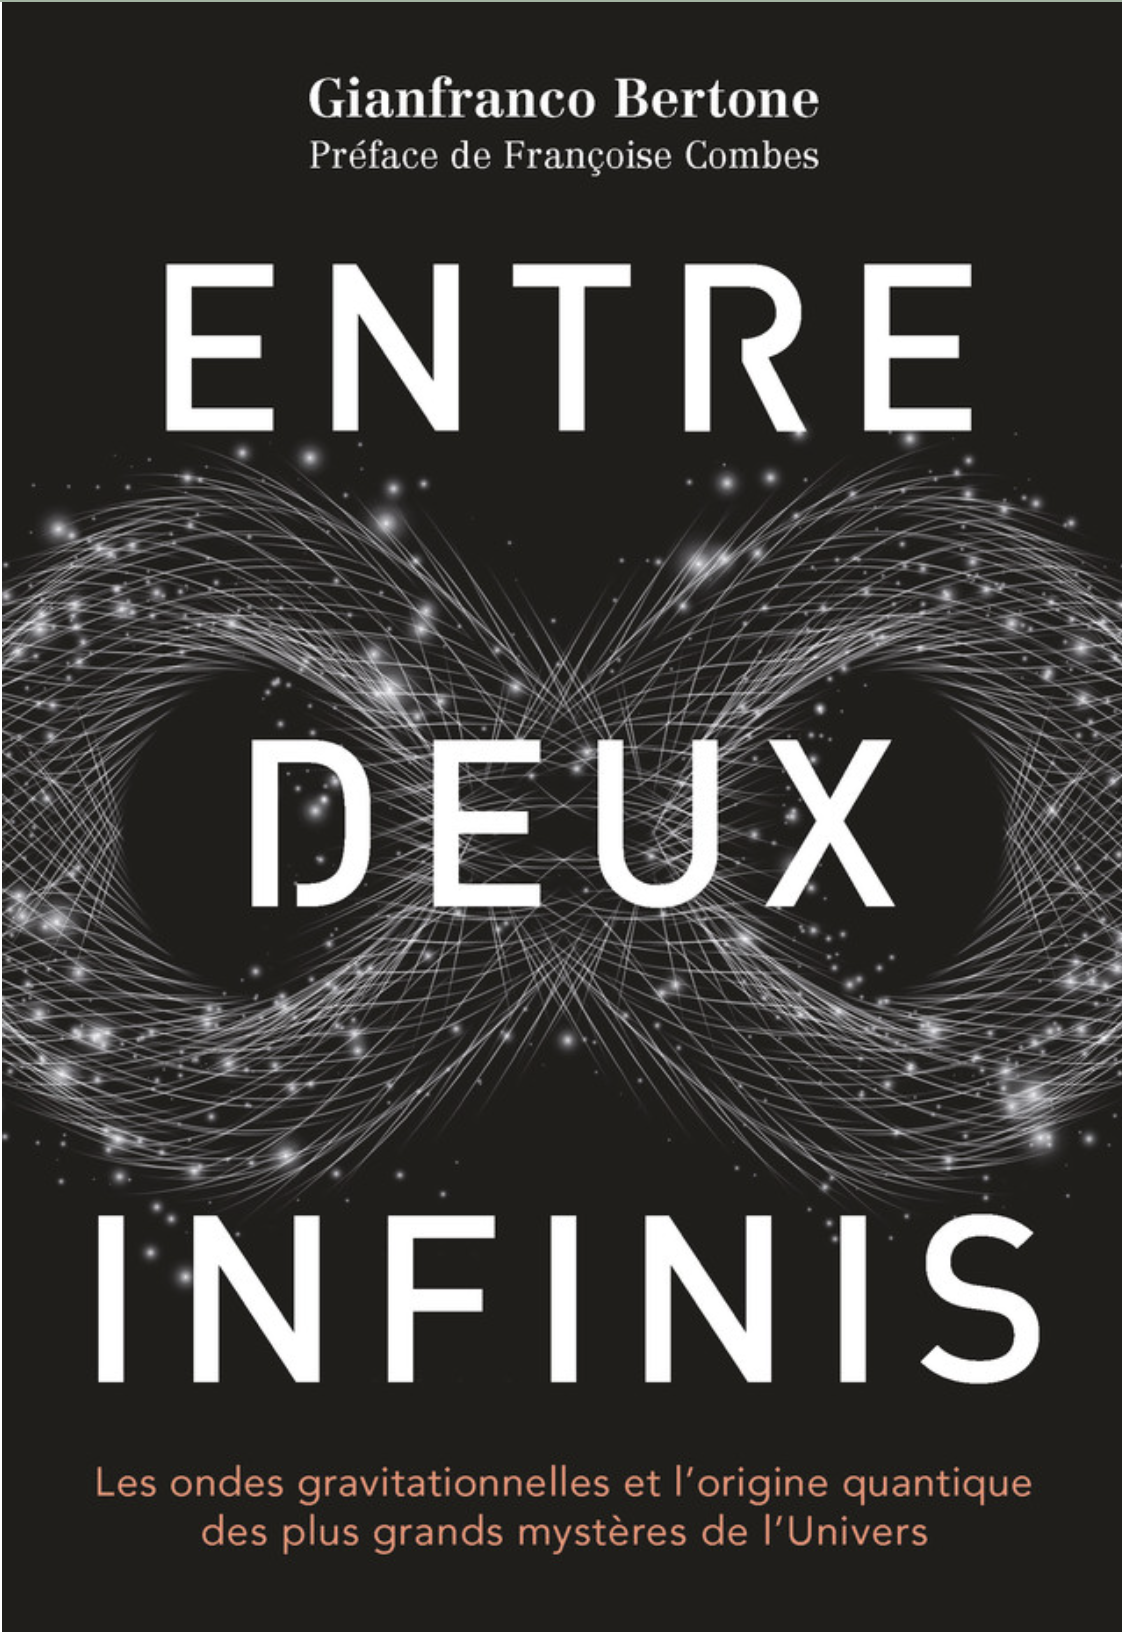 Gianfranco Bertone
Préface de Françoise Combes
ENTRE
DEUX
INFINIS
Les ondes gravitationnelles et l’origine quantique
des plus grands mystères de l’Univers